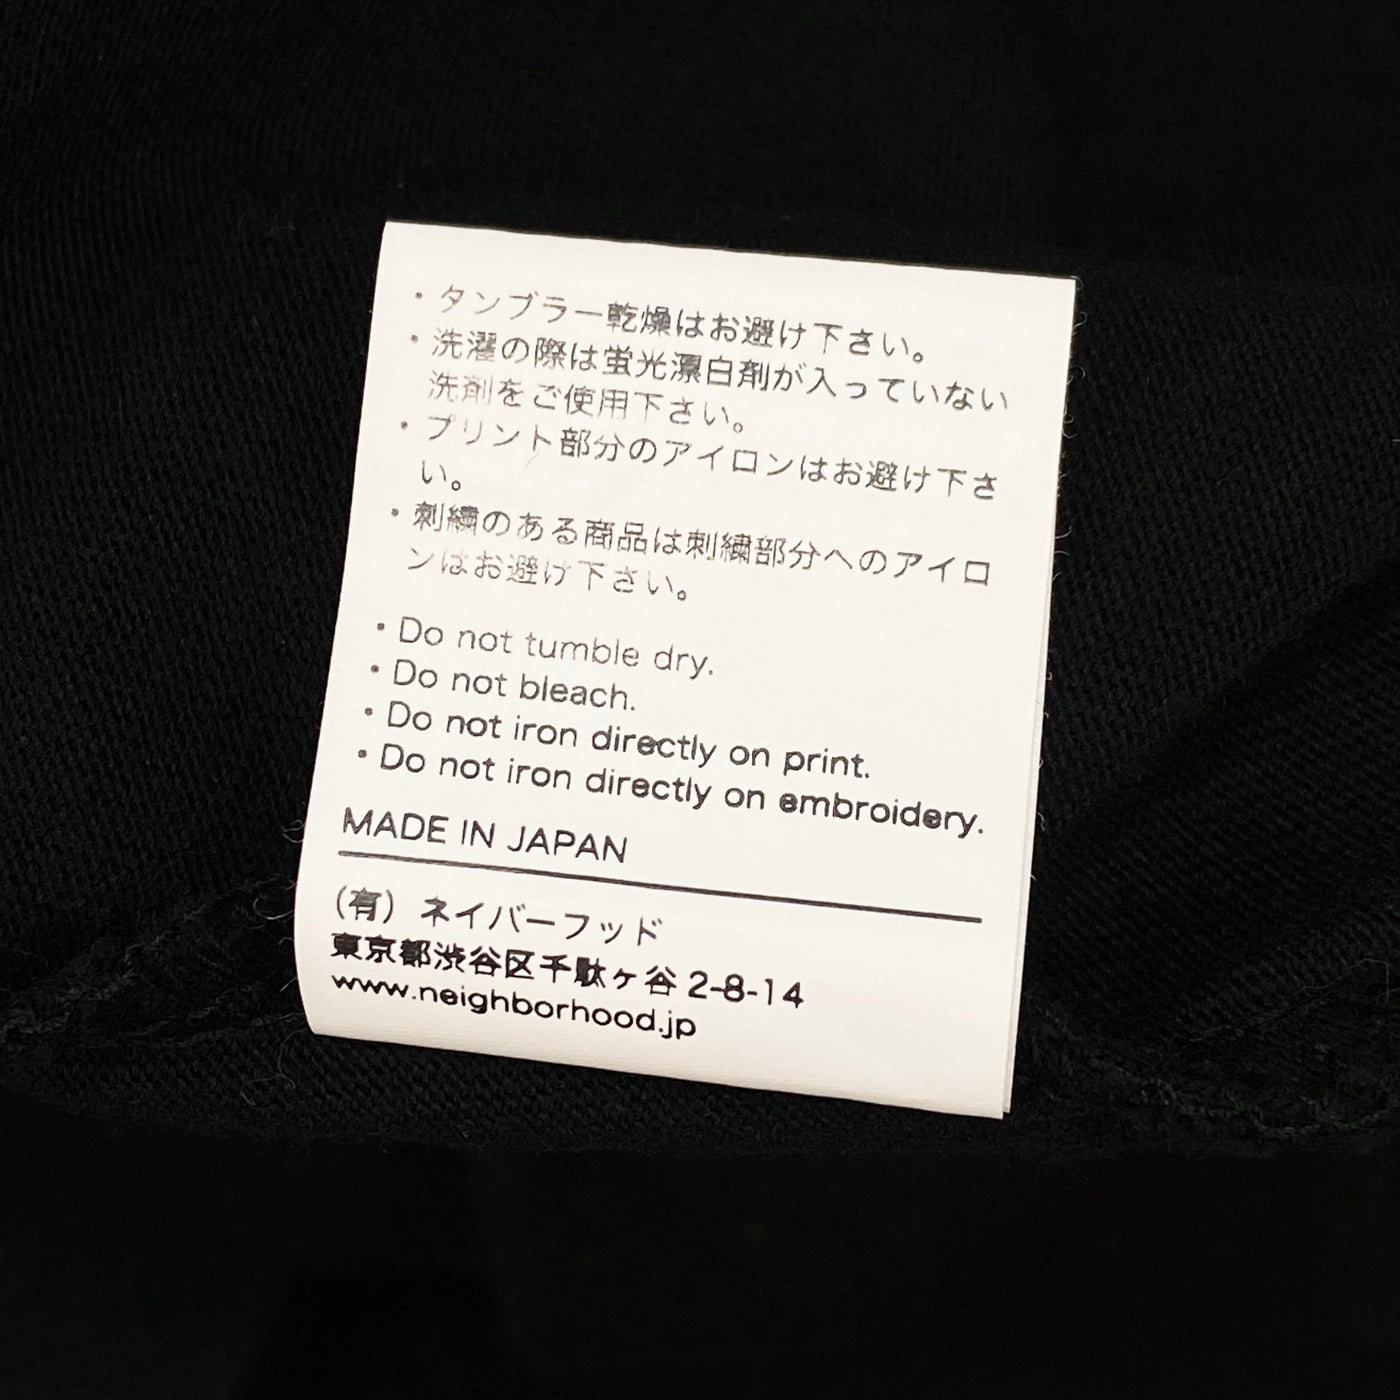 ・タンブラー乾燥はお避け下さい。
・洗濯の際は蛍光漂白剤が入っていない
洗剤をご使用下さい。
・プリント部分のアイロンはお避け下さ
い。
・刺繍のある商品は刺繍部分へのアイロ
ンはお避け下さい。
・Do not tumble dry.
・Do not bleach.
・Do not iron directly on print.
・Do not iron directly on embroidery.
MADE IN JAPAN
(有) ネイバーフッド
東京都渋谷区千駄ヶ谷 2-8-14
www.neighborhood.jp